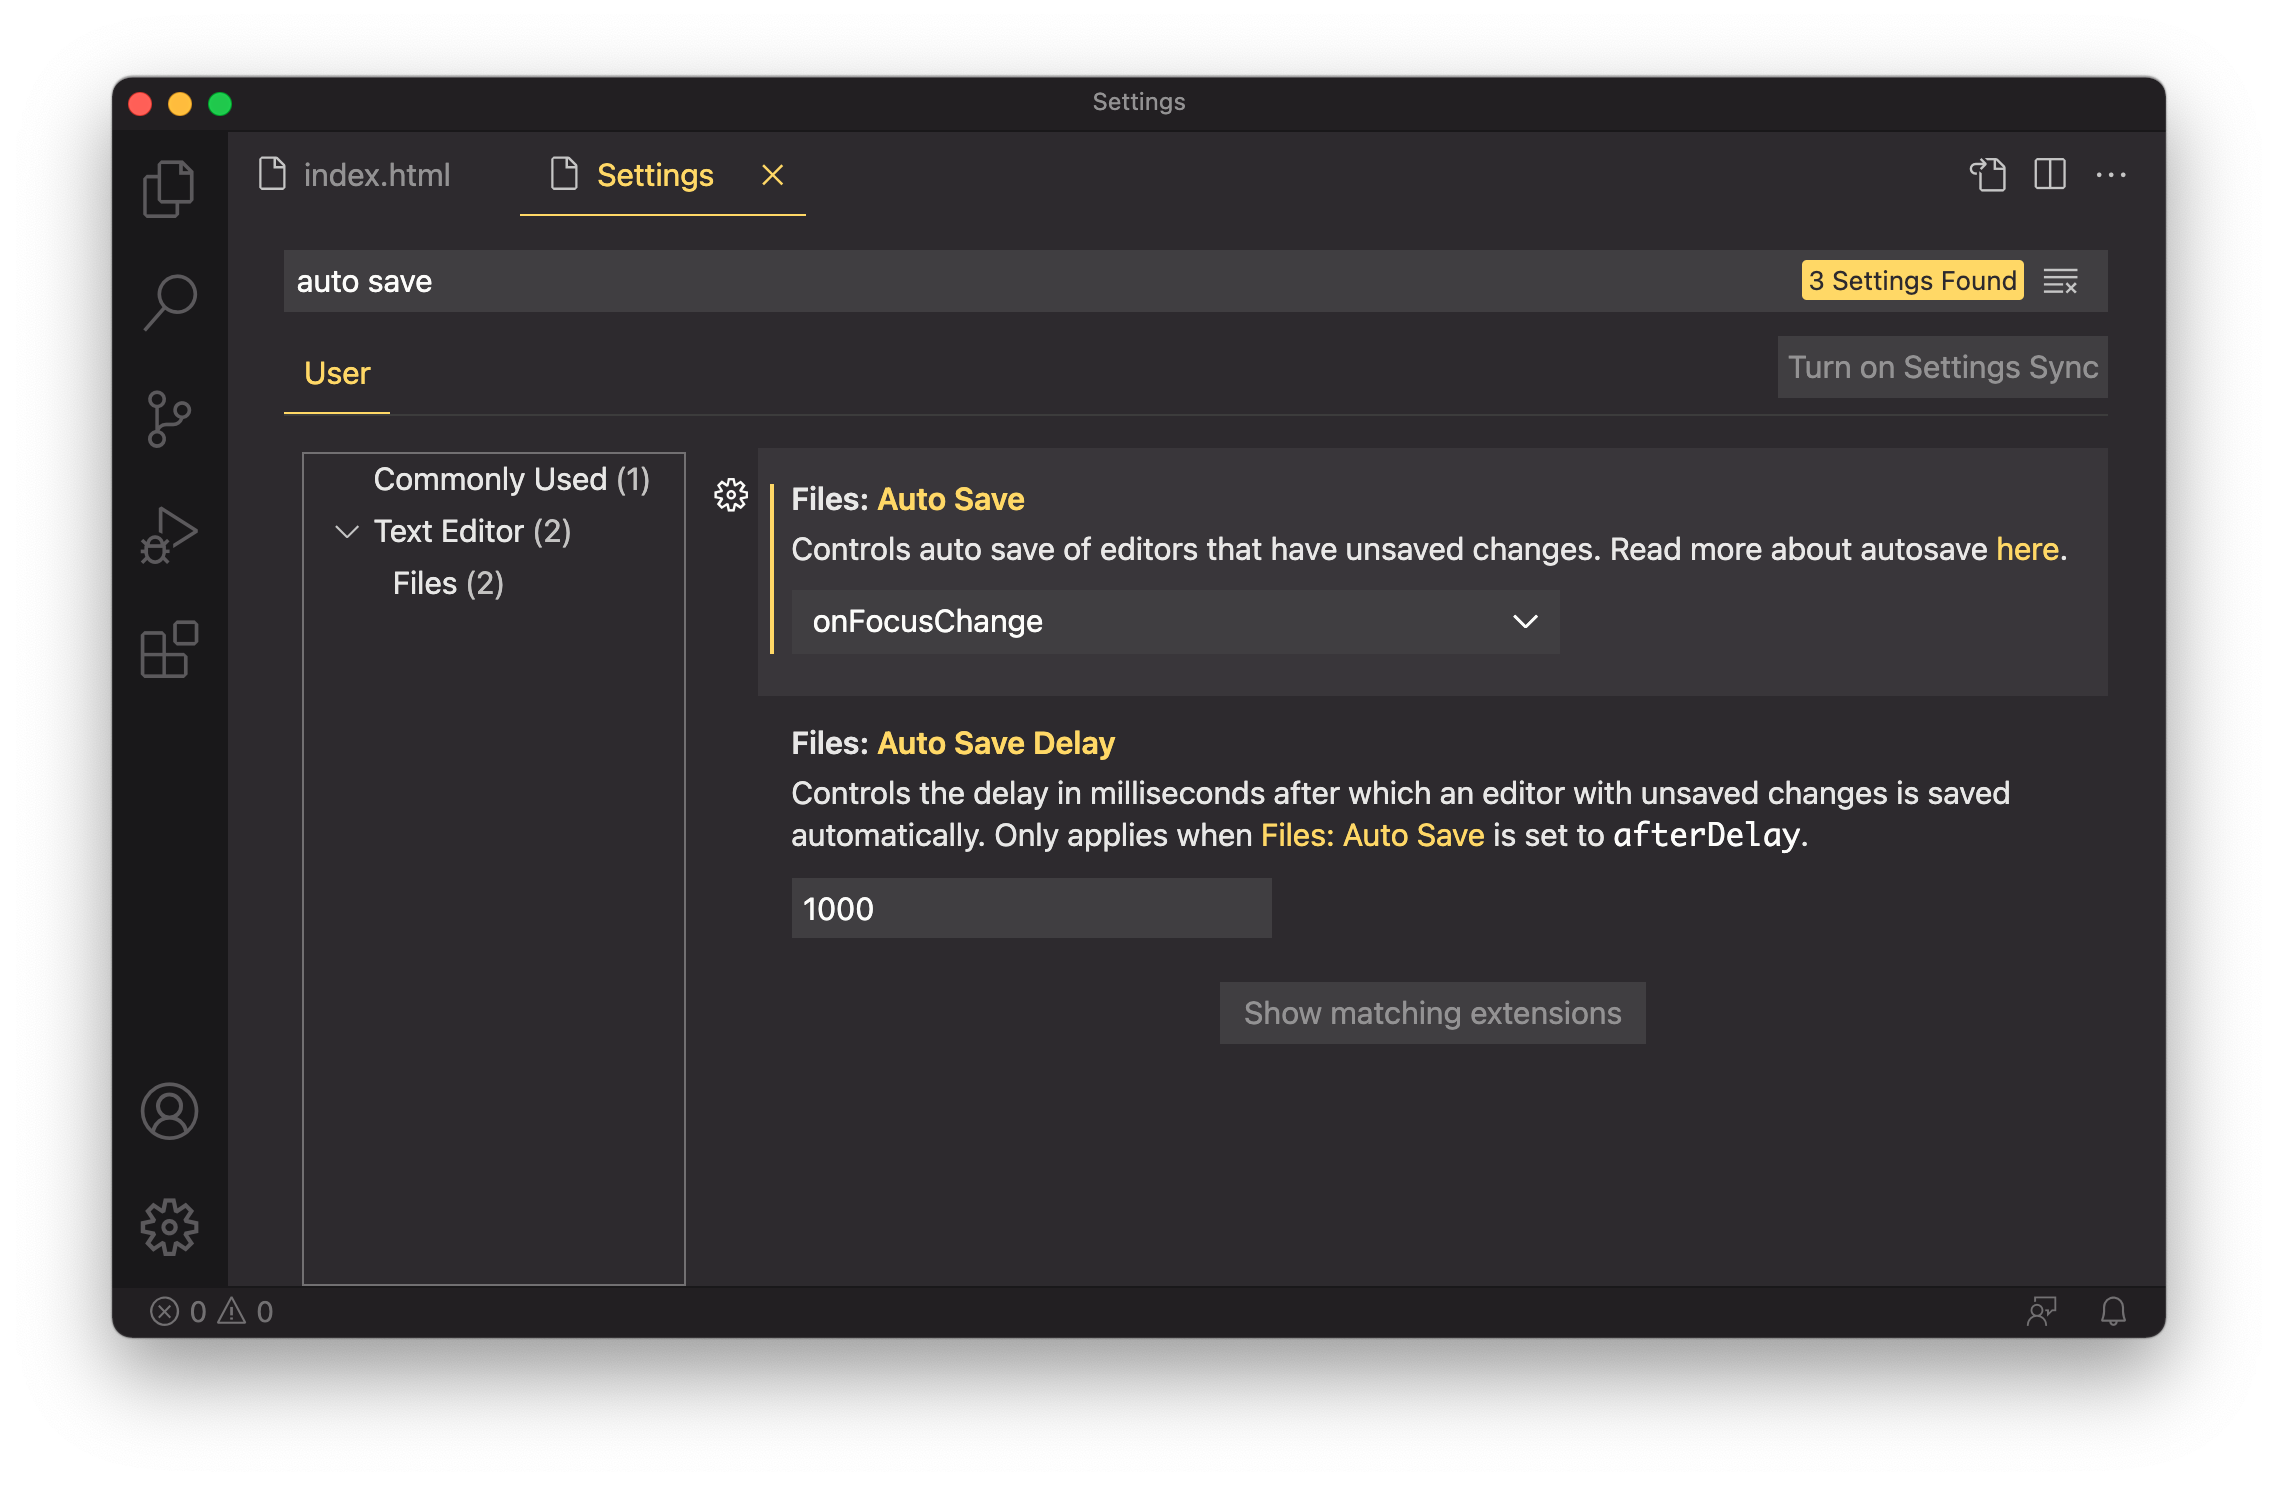 Settings
index.html
Settings
auto save
3 Settings Found
User
Turn on Settings Sync
Commonly Used (1)
Text Editor (2)
Files (2)
Files: Auto Save
Controls auto save of editors that have unsaved changes. Read more about autosave here.
onFocusChange
Files: Auto Save Delay
Controls the delay in milliseconds after which an editor with unsaved changes is saved
automatically. Only applies when Files: Auto Save is set to afterDelay.
1000
Show matching extensions
0 0